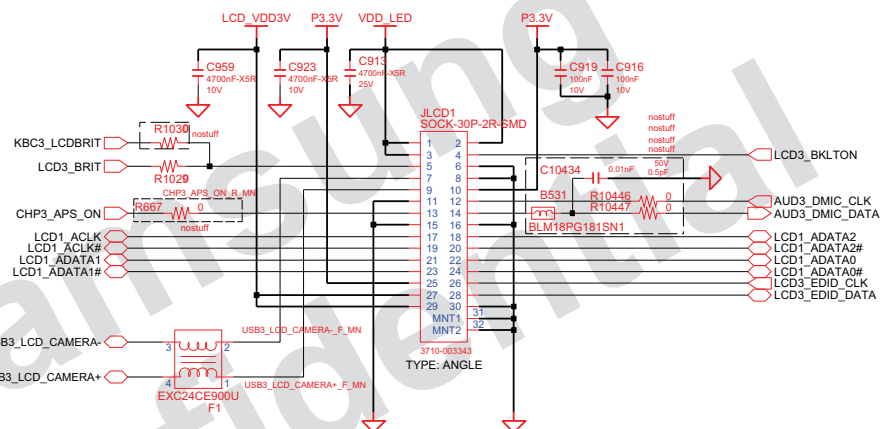 LCD_VDD3V P3.3V VDD_LED P3.3V
C959
4700nF-X5R
10V
C923
4700nF-X5R
10V
C913
4700nF-X5R
25V
C919
100nF
10V
C916
100nF
10V
JLCD1
SOCK-30P-2R-SMD
nostuff
nostuff
nostuff
nostuff
R1030
nostuff
KBC3_LCDBRIT
LCD3_BRIT
R1029
CHP3_APS_ON_R_MN
R667 0
nostuff
CHP3_APS_ON
LCD1_ACLK
LCD1_ACLK#
LCD1_ADATA1
LCD1_ADATA1#
1 2
3 4
5 6
7 8
9 10
11 12
13 14
15 16
17 18
19 20
21 22
23 24
25 26
27 28
29 30
MNT1 31
MNT2 32
3710-003343
TYPE: ANGLE
LCD3_BKLTON
C10434 0.01nF 50V
0.5pF
B531
R10446 0
R10447 0
BLM18PG181SN1
AUD3_DMIC_CLK
AUD3_DMIC_DATA
LCD1_ADATA2
LCD1_ADATA2#
LCD1_ADATA0
LCD1_ADATA0#
LCD3_EDID_CLK
LCD3_EDID_DATA
USB3_LCD_CAMERA-_F_MN
B3_LCD_CAMERA-
3 2
4 1
B3_LCD_CAMERA+
USB3_LCD_CAMERA+_F_MN
EXC24CE900U
F1
amsung
fidential